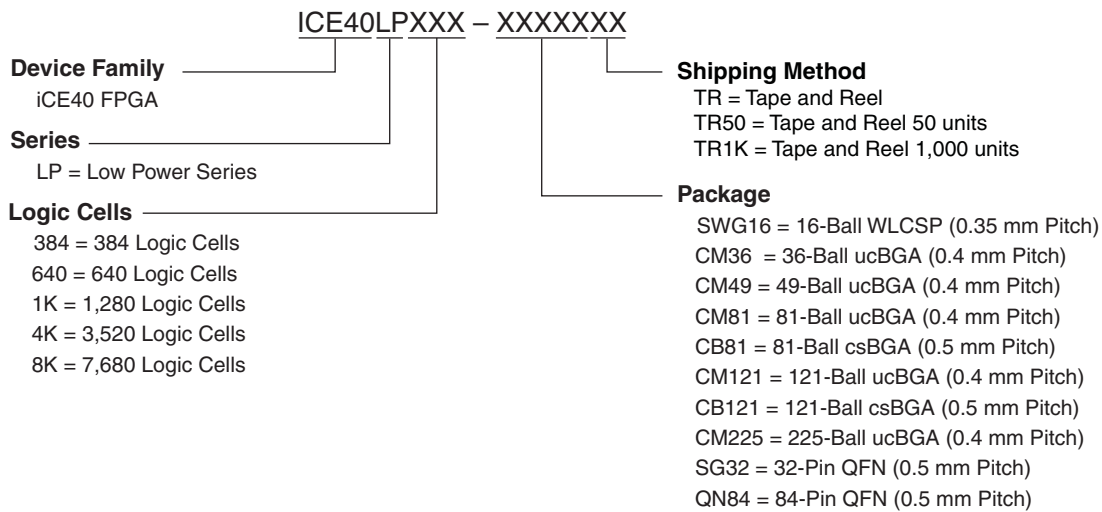 ICE40LPXXX – XXXXXXX
Device Family
iCE40 FPGA
Series
LP = Low Power Series
Logic Cells
384 = 384 Logic Cells
640 = 640 Logic Cells
1K = 1,280 Logic Cells
4K = 3,520 Logic Cells
8K = 7,680 Logic Cells
Shipping Method
TR = Tape and Reel
TR50 = Tape and Reel 50 units
TR1K = Tape and Reel 1,000 units
Package
SWG16 = 16-Ball WLCSP (0.35 mm Pitch)
CM36 = 36-Ball ucBGA (0.4 mm Pitch)
CM49 = 49-Ball ucBGA (0.4 mm Pitch)
CM81 = 81-Ball ucBGA (0.4 mm Pitch)
CB81 = 81-Ball csBGA (0.5 mm Pitch)
CM121 = 121-Ball ucBGA (0.4 mm Pitch)
CB121 = 121-Ball csBGA (0.5 mm Pitch)
CM225 = 225-Ball ucBGA (0.4 mm Pitch)
SG32 = 32-Pin QFN (0.5 mm Pitch)
QN84 = 84-Pin QFN (0.5 mm Pitch)